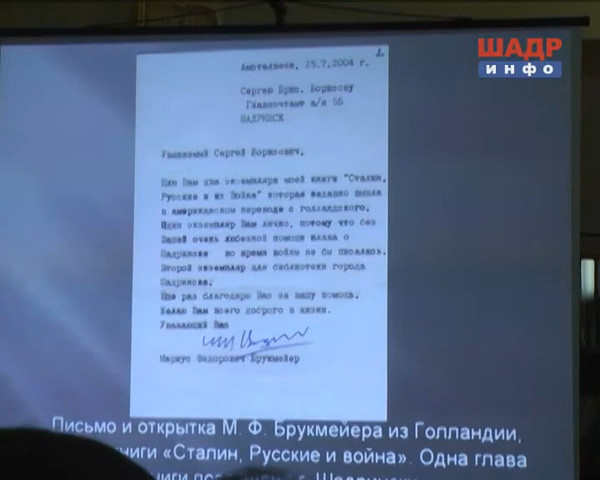 ШАДР
инфо
Амстелвеен, 25.7.2004 г.
Сергею Борисову
Главпочтамт а/я 55
ШАДРИНСК
Уважаемый Сергей Борисович,
Шлю Вам два экземпляра моей книги "Сталин,
Русские и их Война" которая недавно вышла
в американском переводе с голландского.
Один экземпляр Вам лично, потому что без
Вашей очень любезной помощи глава о
Шадринске во время войны не бы писалась.
Второй экземпляр для библиотеки города
Шадринска.
Еще раз благодарю Вас за вашу помощь.
Желаю Вам всего доброго в жизни.
Уважающий Вас
Мариус Федорович Брукмейер
Письмо и открытка М. Ф. Брукмейера из Голландии,
книги «Сталин, Русские и война». Одна глава